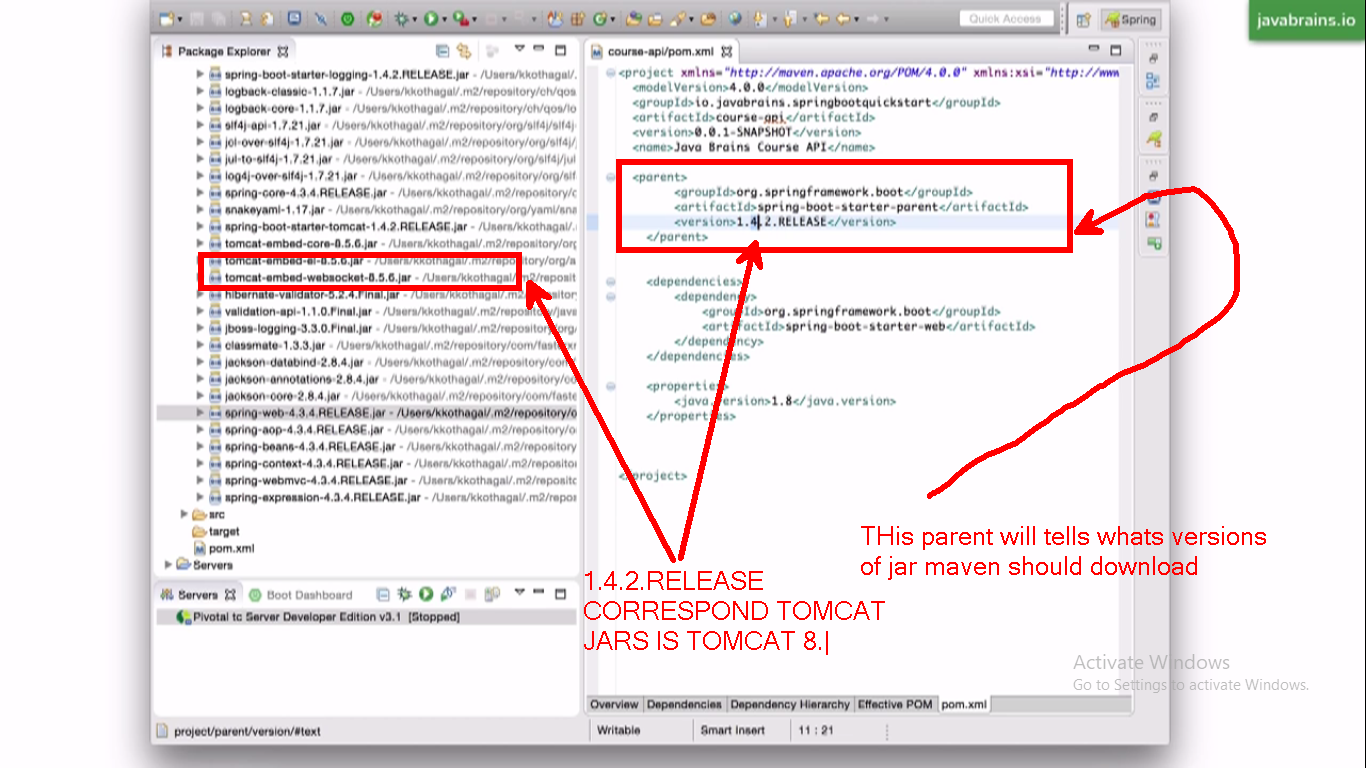 Quick Access
Spring
javabrains.io
Package Explorer
spring-boot-starter-logging-1.4.2.RELEASE.jar - /Users/kkothagal/.
logback-classic-1.1.7.jar - /Users/kkothagal/.m2/repository/ch/qos
logback-core-1.1.7.jar - /Users/kkothagal/.m2/repository/ch/qos/lo
slf4j-api-1.7.21.jar - /Users/kkothagal/.m2/repository/org/slf4j/slf4j-
jcl-over-slf4j-1.7.21.jar - /Users/kkothagal/.m2/repository/org/slf4j/
jul-to-slf4j-1.7.21.jar - /Users/kkothagal/.m2/repository/org/slf4j/jul
log4j-over-slf4j-1.7.21.jar - /Users/kkothagal/.m2/repository/org/slf
spring-core-4.3.4.RELEASE.jar - /Users/kkothagal/.m2/repository/o
snakeyaml-1.17.jar - /Users/kkothagal/.m2/repository/org/yaml/sna
spring-boot-starter-tomcat-1.4.2.RELEASE.jar - /Users/kkothagal/.
tomcat-embed-core-8.5.6.jar - /Users/kkothagal/.m2/repository/org
tomcat-embed-el-8.5.6.jar - /Users/kkothagal/.m2/repository/org/a
tomcat-embed-websocket-8.5.6.jar - /Users/kkothagal/.m2/reposit
hibernate-validator-5.2.4.Final.jar - /Users/kkothagal/.m2/repository
validation-api-1.1.0.Final.jar - /Users/kkothagal/.m2/repository/java
jboss-logging-3.3.0.Final.jar - /Users/kkothagal/.m2/repository/org
classmate-1.3.3.jar - /Users/kkothagal/.m2/repository/com/fasterxr
jackson-databind-2.8.4.jar - /Users/kkothagal/.m2/repository/com/
jackson-annotations-2.8.4.jar - /Users/kkothagal/.m2/repository/co
jackson-core-2.8.4.jar - /Users/kkothagal/.m2/repository/com/faste
spring-web-4.3.4.RELEASE.jar - /Users/kkothagal/.m2/repository/o
spring-aop-4.3.4.RELEASE.jar - /Users/kkothagal/.m2/repository/o
spring-beans-4.3.4.RELEASE.jar - /Users/kkothagal/.m2/repository
spring-context-4.3.4.RELEASE.jar - /Users/kkothagal/.m2/repositor
spring-webmvc-4.3.4.RELEASE.jar - /Users/kkothagal/.m2/reposito
spring-expression-4.3.4.RELEASE.jar - /Users/kkothagal/.m2/repor
src
target
pom.xml
Servers
Servers
Boot Dashboard
Pivotal tc Server Developer Edition v3.1 [Stopped]
course-api/pom.xml
<project xmlns="http://maven.apache.org/POM/4.0.0" xmlns:xsi="http://www
<modelVersion>4.0.0</modelVersion>
<groupId>io.javabrains.springbootquickstart</groupId>
<artifactId>course-api</artifactId>
<version>0.0.1-SNAPSHOT</version>
<name>Java Brains Course API</name>
<parent>
<groupId>org.springframework.boot</groupId>
<artifactId>spring-boot-starter-parent</artifactId>
<version>1.4.2.RELEASE</version>
</parent>
<dependencies>
<dependency>
<groupId>org.springframework.boot</groupId>
<artifactId>spring-boot-starter-web</artifactId>
</dependency>
</dependencies>
<properties>
<java.version>1.8</java.version>
</properties>
</project>
THis parent will tells whats versions
of jar maven should download
1.4.2.RELEASE
CORRESPOND TOMCAT
JARS IS TOMCAT 8.
Activate Windows
Go to Settings to activate Windows.
Overview
Dependencies
Dependency Hierarchy
Effective POM
pom.xml
project/parent/version/#text
Writable
Smart Insert
11 : 21